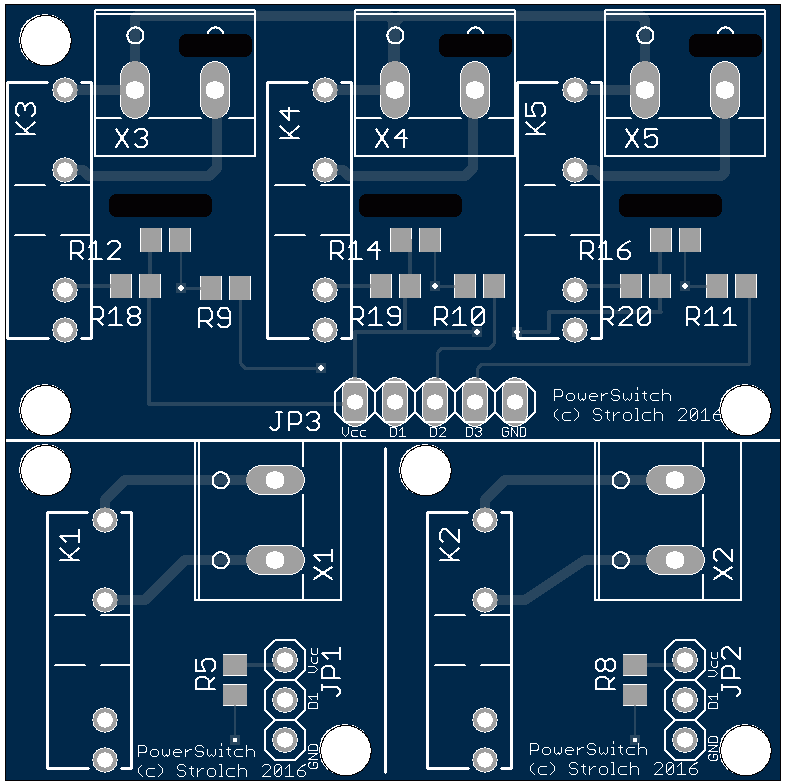 K3
X3
K4
X4
K5
X5
R12
R14
R16
R18
R9
R19
R10
R20
R11
JP3
Vcc
D1
D2
D3
GND
PowerSwitch
(c) Strolch 2016
K1
X1
R5
JP1
Vcc
D1
GND
PowerSwitch
(c) Strolch 2016
K2
X2
R8
JP2
Vcc
D1
GND
PowerSwitch
(c) Strolch 2016